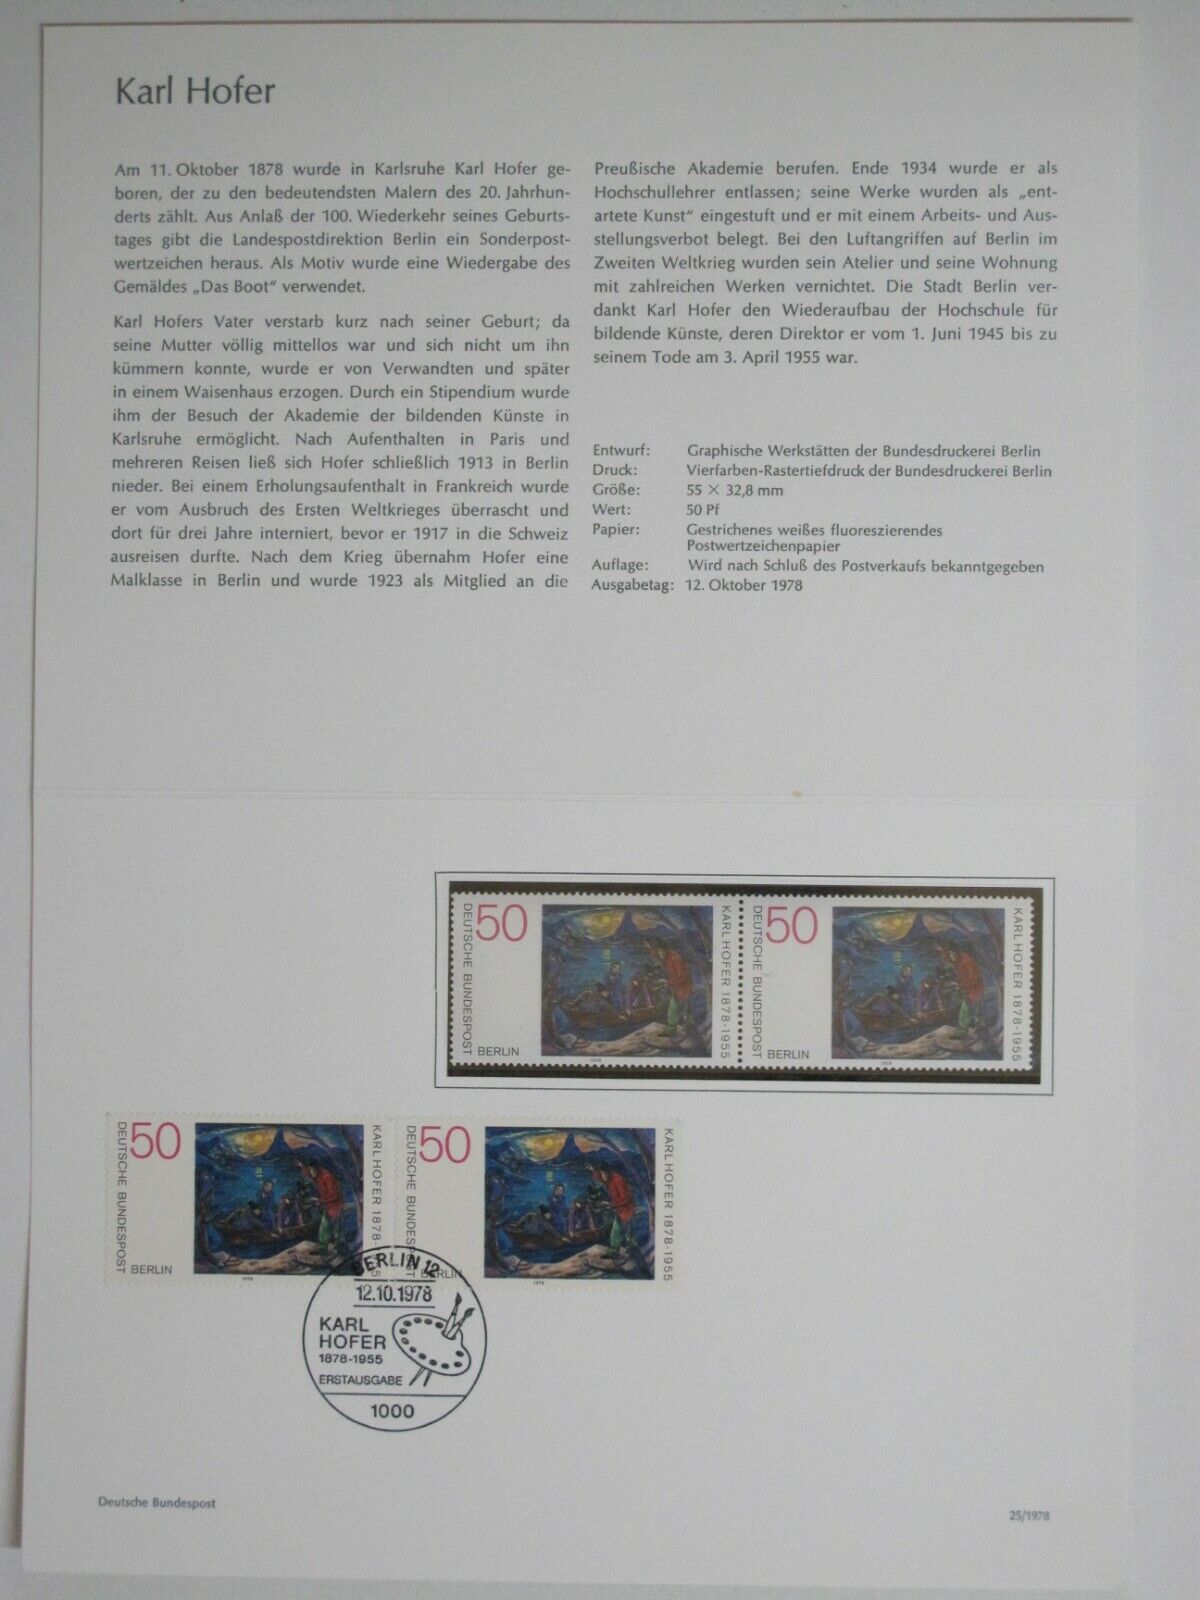 Karl Hofer
Am 11. Oktober 1878 wurde in Karlsruhe Karl Hofer ge-
boren, der zu den bedeutendsten Malern des 20. Jahrhun-
derts zählt. Aus Anlaß der 100. Wiederkehr seines Geburts-
tages gibt die Landespostdirektion Berlin ein Sonderpost-
wertzeichen heraus. Als Motiv wurde eine Wiedergabe des
Gemäldes „Das Boot“ verwendet.
Karl Hofers Vater verstarb kurz nach seiner Geburt; da
seine Mutter völlig mittellos war und sich nicht um ihn
kümmern konnte, wurde er von Verwandten und später
in einem Waisenhaus erzogen. Durch ein Stipendium wurde
ihm der Besuch der Akademie der bildenden Künste in
Karlsruhe ermöglicht. Nach Aufenthalten in Paris und
mehreren Reisen ließ sich Hofer schließlich 1913 in Berlin
nieder. Bei einem Erholungsaufenthalt in Frankreich wurde
er vom Ausbruch des Ersten Weltkrieges überrascht und
dort für drei Jahre interniert, bevor er 1917 in die Schweiz
ausreisen durfte. Nach dem Krieg übernahm Hofer eine
Malklasse in Berlin und wurde 1923 als Mitglied an die
Preußische Akademie berufen. Ende 1934 wurde er als
Hochschullehrer entlassen; seine Werke wurden als „ent-
artete Kunst“ eingestuft und er mit einem Arbeits- und Aus-
stellungsverbot belegt. Bei den Luftangriffen auf Berlin im
Zweiten Weltkrieg wurden sein Atelier und seine Wohnung
mit zahlreichen Werken vernichtet. Die Stadt Berlin ver-
dankt Karl Hofer den Wiederaufbau der Hochschule für
bildende Künste, deren Direktor er vom 1. Juni 1945 bis zu
seinem Tode am 3. April 1955 war.
Entwurf: Graphische Werkstätten der Bundesdruckerei Berlin
Druck: Vierfarben-Rastertiefdruck der Bundesdruckerei Berlin
Größe: 55 × 32,8 mm
Wert: 50 Pf
Papier: Gestrichenes weißes fluoreszierendes
Postwertzeichenpapier
Auflage: Wird nach Schluß des Postverkaufs bekanntgegeben
Ausgabetag: 12. Oktober 1978
50
DEUTSCHE BUNDESPOST
BERLIN
1978
KARL HOFER 1878-1955
50
DEUTSCHE BUNDESPOST
BERLIN
1978
KARL HOFER 1878-1955
50
DEUTSCHE BUNDESPOST
BERLIN
1978
KARL HOFER 1878-1955
50
DEUTSCHE BUNDESPOST
BERLIN
1978
KARL HOFER 1878-1955
BERLIN 12
12.10.1978
KARL
HOFER
1878-1955
ERSTAUSGABE
1000
Deutsche Bundespost
25/1978